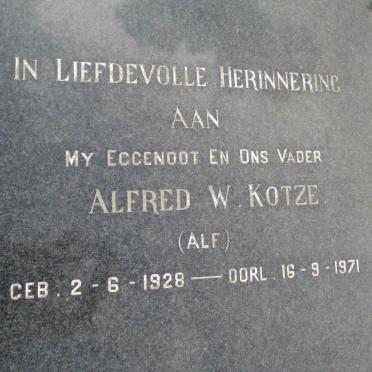 IN LIEFDEVOLLE HERINNERING
AAN
MY EGGENOOT EN ONS VADER
ALFRED W. KOTZE.
(ALF)
GEB. 2-6-1928 — OORL. 16-9-1971